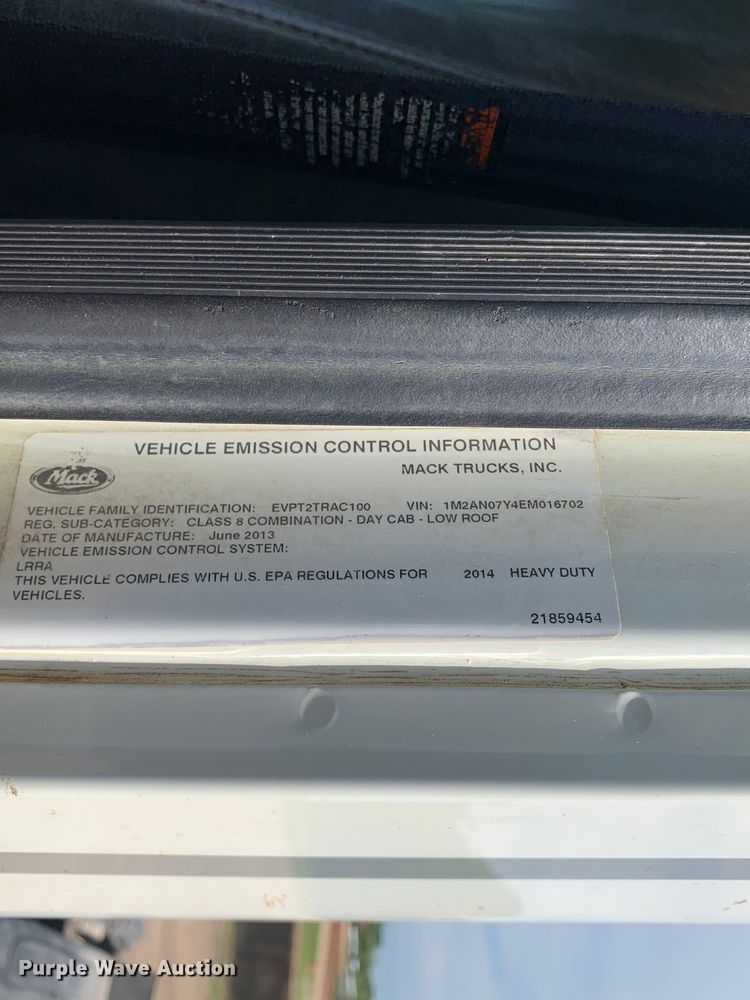 VEHICLE EMISSION CONTROL INFORMATION
Mack
MACK TRUCKS, INC.
VEHICLE FAMILY IDENTIFICATION: EVPT2TRAC100 VIN: 1M2AN07Y4EM016702
REG. SUB-CATEGORY: CLASS 8 COMBINATION - DAY CAB - LOW ROOF
DATE OF MANUFACTURE: June 2013
VEHICLE EMISSION CONTROL SYSTEM:
LRRA
THIS VEHICLE COMPLIES WITH U.S. EPA REGULATIONS FOR 2014 HEAVY DUTY
VEHICLES.
21859454
Purple Wave Auction